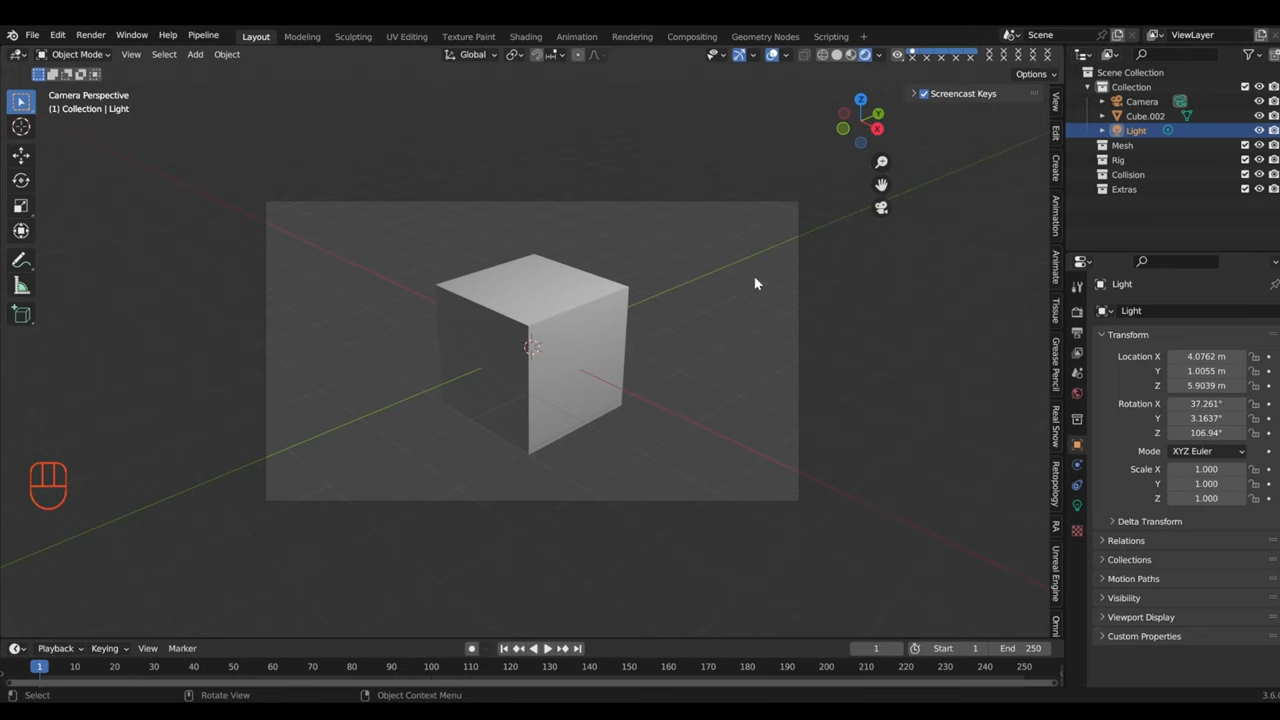 File Edit Render Window Help Pipeline Layout Modeling Sculpting UV Editing Texture Paint Shading Animation Rendering Compositing Geometry Nodes Scripting + Scene ViewLayer
Object Mode View Select Add Object Global
Options
Camera Perspective
(1) Collection | Light
Screencast Keys
Z
Y
X
View
Edit
Create
Animation
Animate
Tissue
Grease Pencil
Real Snow
Retopology
RA
Unreal Engine
Omni
Scene Collection
Collection
Camera
Cube.002
Light
Mesh
Rig
Collision
Extras
Light
Light
Transform
Location X 4.0762 m
Y 1.0055 m
Z 5.9039 m
Rotation X 37.261°
Y 3.1637°
Z 106.94°
Mode XYZ Euler
Scale X 1.000
Y 1.000
Z 1.000
Delta Transform
Relations
Collections
Motion Paths
Visibility
Viewport Display
Custom Properties
Playback Keying View Marker 1 Start 1 End 250
1 10 20 30 40 50 60 70 80 90 100 110 120 130 140 150 160 170 180 190 200 210 220 230 240 250
Select Rotate View Object Context Menu